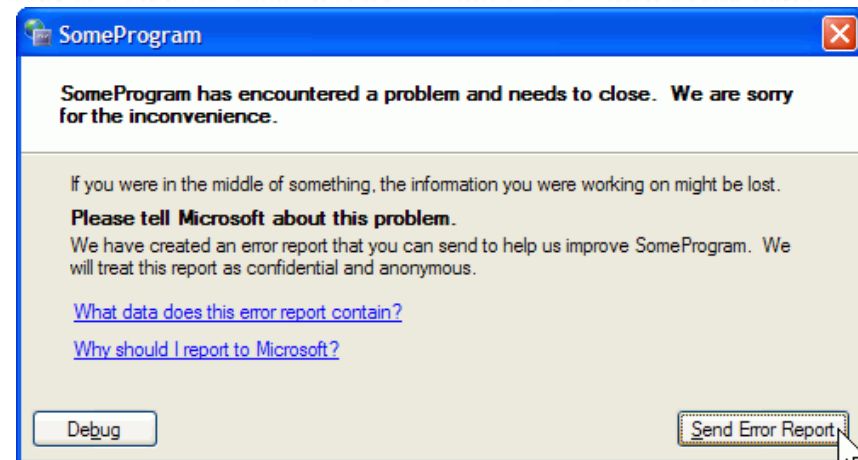 SomeProgram
SomeProgram has encountered a problem and needs to close.  We are sorry
for the inconvenience.
If you were in the middle of something, the information you were working on might be lost.
Please tell Microsoft about this problem.
We have created an error report that you can send to help us improve SomeProgram.  We
will treat this report as confidential and anonymous.
What data does this error report contain?
Why should I report to Microsoft?
Debug
Send Error Report